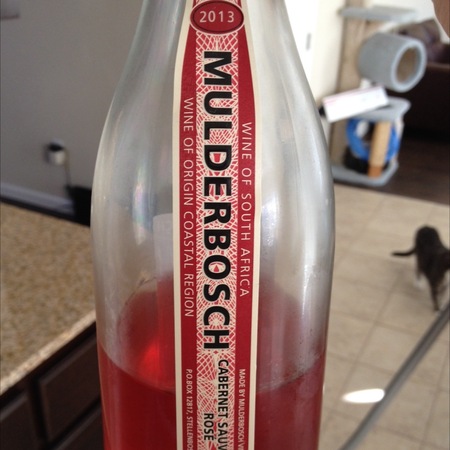 2013
WINE OF SOUTH AFRICA
MULDERBOSCH
WINE OF ORIGIN COASTAL REGION
CABERNET SAUV
ROSÉ
MADE BY MULDERBOSCH
P.O.BOX 12817, STELLENBOS